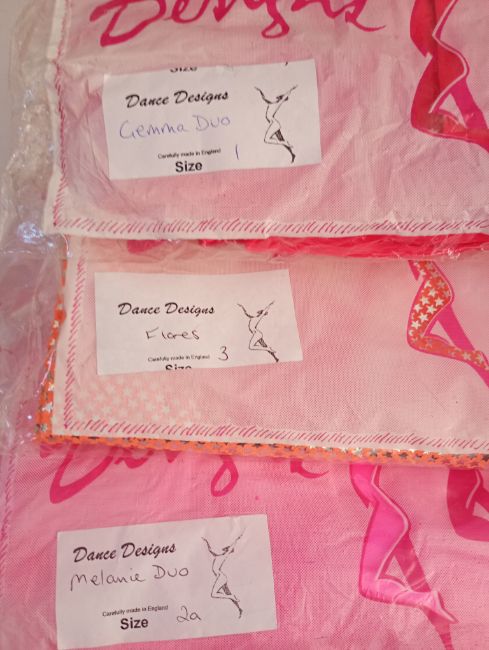 Designs
Size
Dance Designs
Gemma Duo
Carefully made in England
Size 1
Dance Designs
Flores
Carefully made in England
Size 3
Designs
Dance Designs
Melanie Duo
Carefully made in England
Size 2a